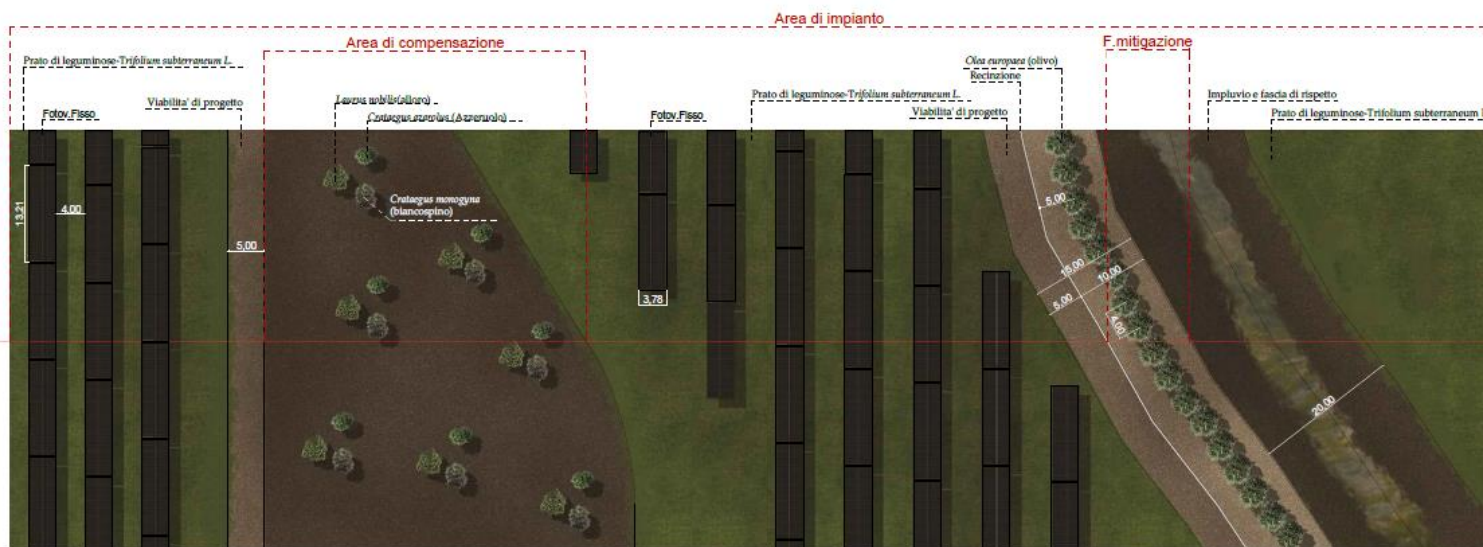 Area di impianto
Area di compensazione
F.mitigazione
Prato di leguminose-Trifolium subterraneum L.
Olea europaea (olivo)
Recinzione
Viabilita' di progetto
Laurus nobilis(alloro)
Prato di leguminose-Trifolium subterraneum L.
Impluvio e fascia di rispetto
Fotov.Fisso
Crataegus azarolus (Azzeruolo)
Fotov.Fisso
Viabilita' di progetto
Prato di leguminose-Trifolium subterraneum
13,21
4,00
Crataegus monogyna
(biancospino)
5,00
5,00
3,78
15,00
10,00
5,00
4,00
20,00